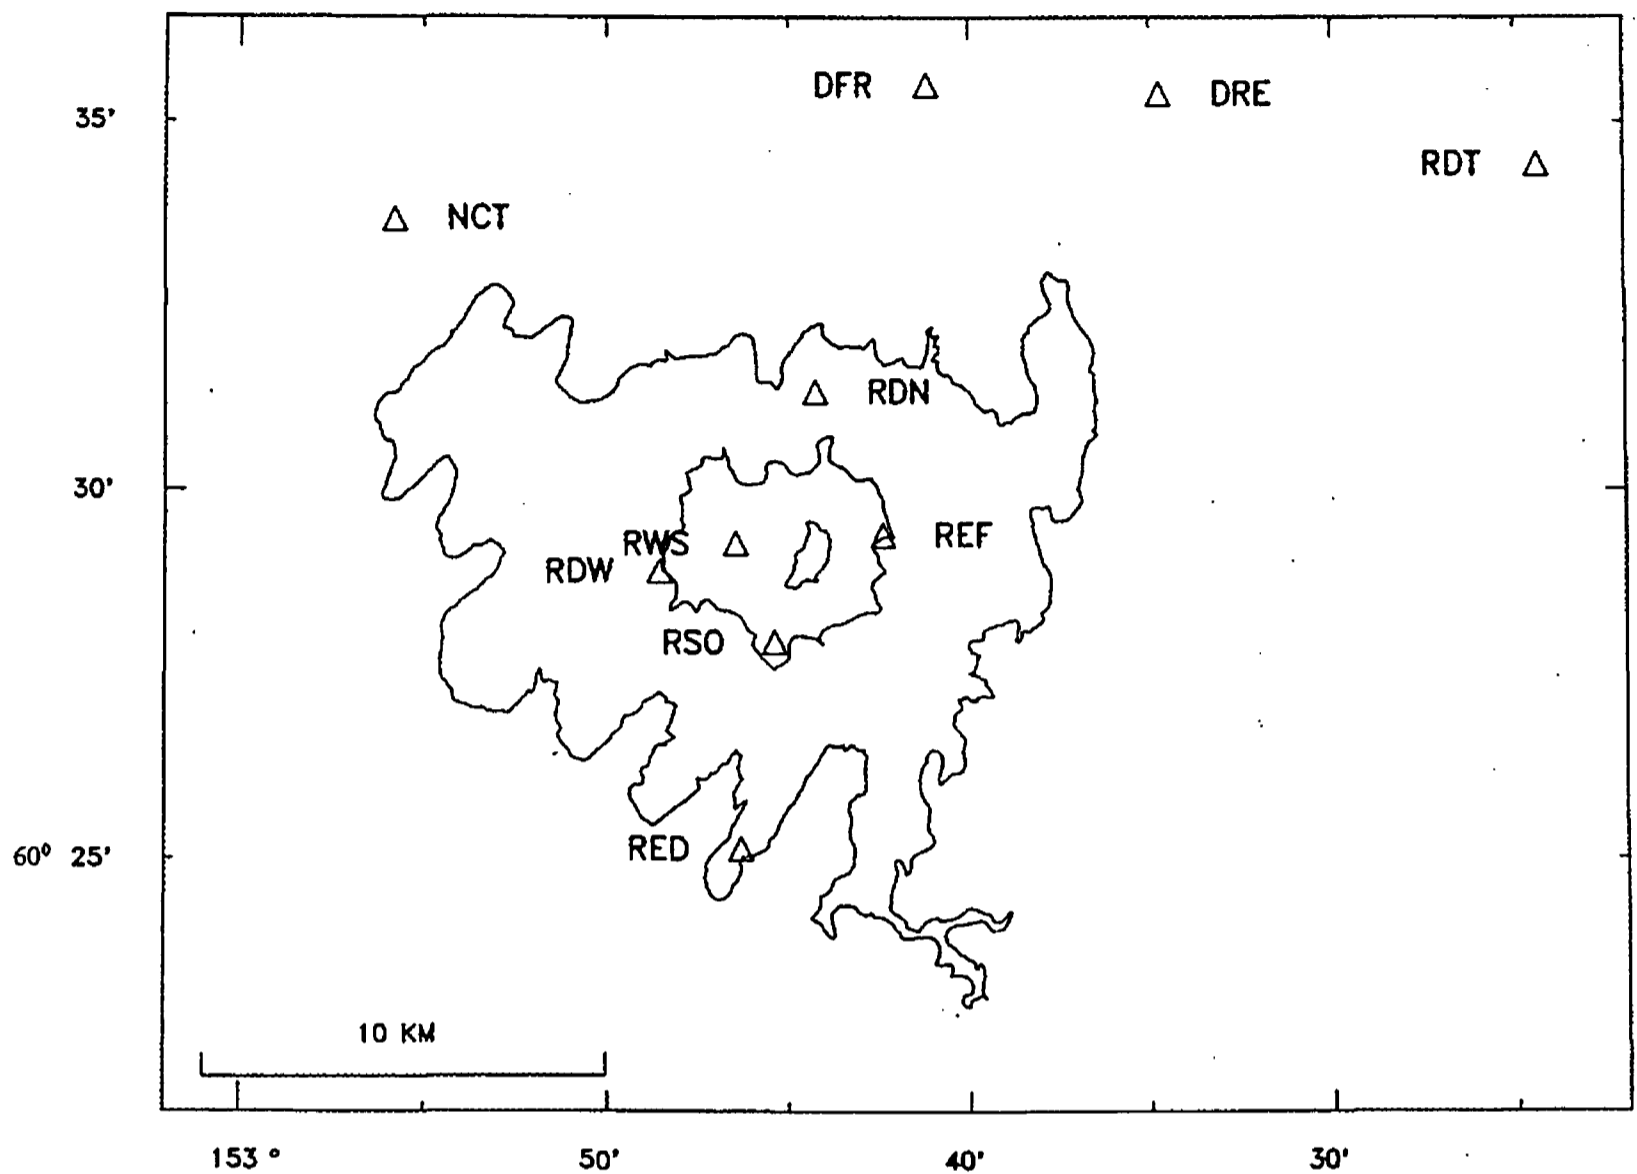 DFR
DRE
35'
RDT
NCT
RDN
30'
RWS
REF
RDW
RSO
RED
60° 25'
10 KM
153°
50'
40'
30'